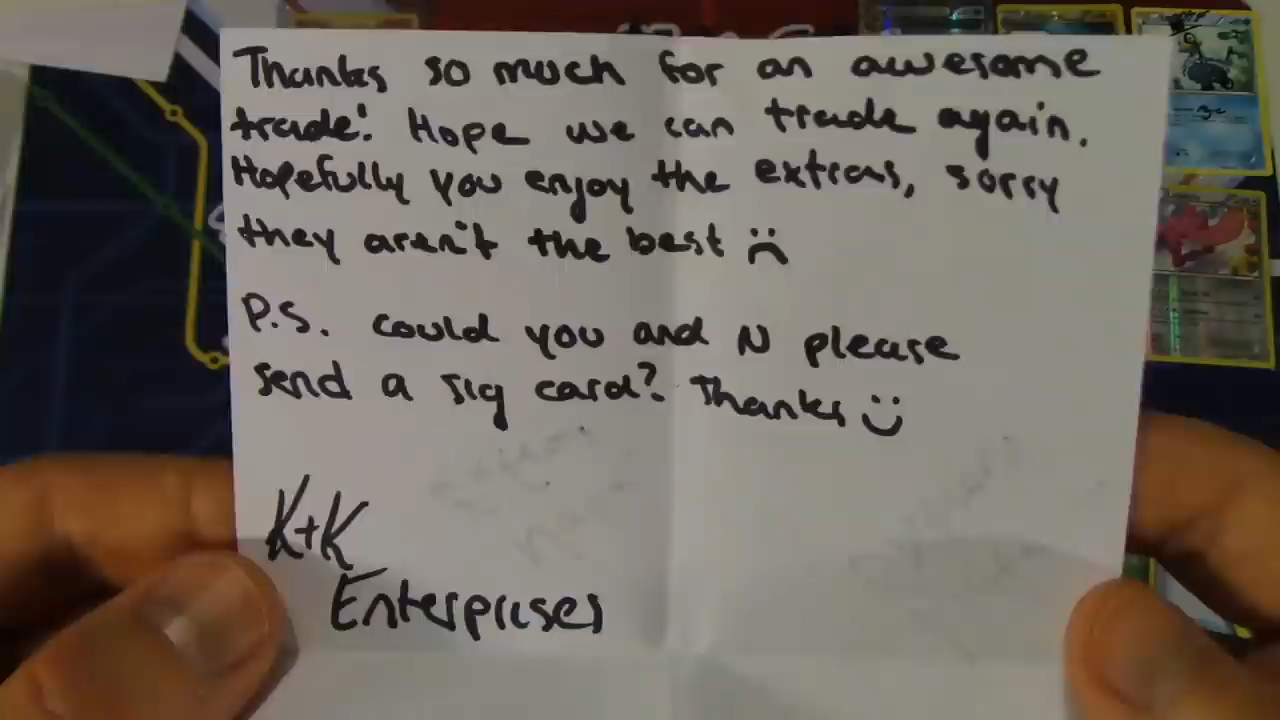 Thanks so much for an awesome
trade! Hope we can trade again.
Hopefully you enjoy the extras, sorry
they aren't the best :(
P.S. could you and N please
send a sig card? Thanks :)
K+K
Enterprises